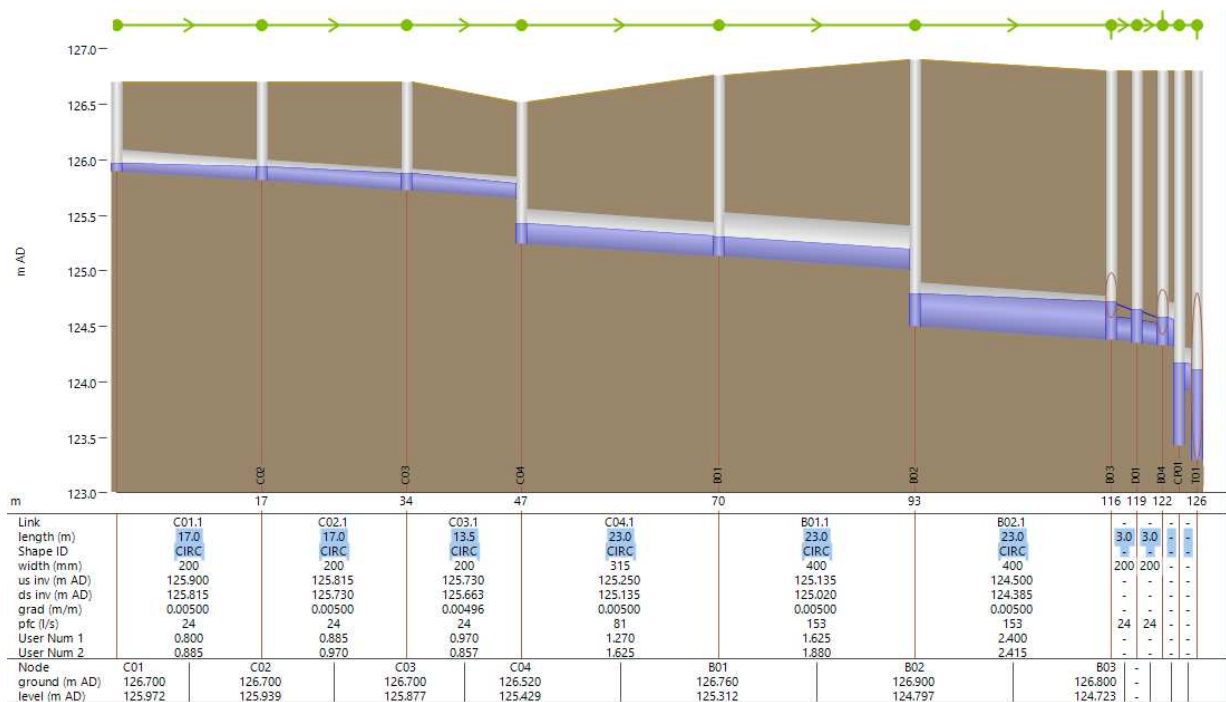 127.0
126.5
126.0
125.5
125.0
124.5
124.0
123.5
123.0
m AD
C02
C03
C04
B01
B02
B03
D01
B04
CP01
T01
m 17 34 47 70 93 116 119 122 126
Link C01.1 C02.1 C03.1 C04.1 B01.1 B02.1 - - - -
length (m) 17.0 17.0 13.5 23.0 23.0 23.0 3.0 3.0 - -
Shape ID CIRC CIRC CIRC CIRC CIRC CIRC - - - -
width (mm) 200 200 200 315 400 400 200 200 - -
us inv (m AD) 125.900 125.815 125.730 125.250 125.135 124.500 - - - -
ds inv (m AD) 125.815 125.730 125.663 125.135 125.020 124.385 - - - -
grad (m/m) 0.00500 0.00500 0.00496 0.00500 0.00500 0.00500 - - - -
pfc (l/s) 24 24 24 81 153 153 24 24 - -
User Num 1 0.800 0.885 0.970 1.270 1.625 2.400 - - - -
User Num 2 0.885 0.970 0.857 1.625 1.880 2.415 - - - -
Node C01 C02 C03 C04 B01 B02 B03 -
ground (m AD) 126.700 126.700 126.700 126.520 126.760 126.900 126.800 -
level (m AD) 125.972 125.939 125.877 125.429 125.312 124.797 124.723 -